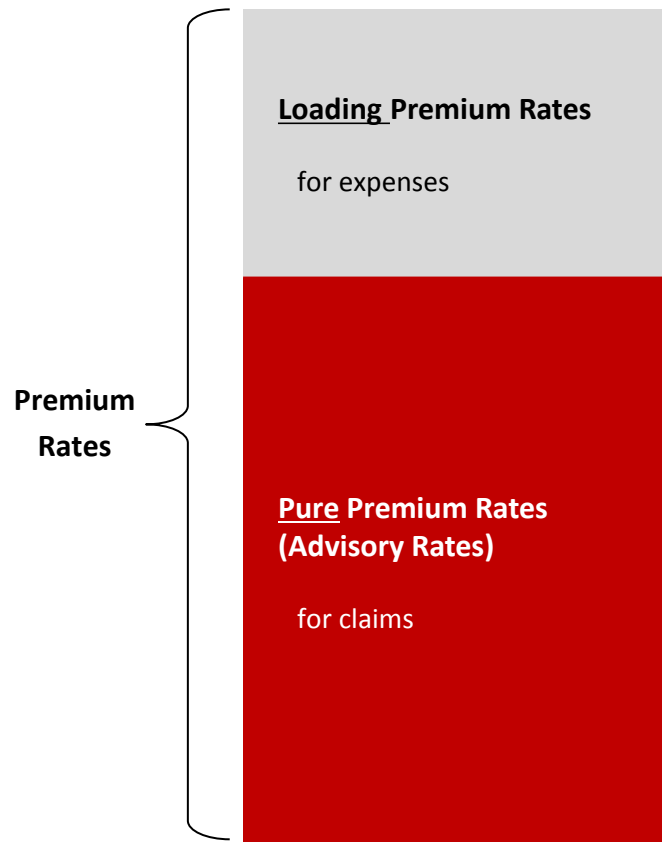 Loading Premium Rates
for expenses
Premium
Rates
Pure Premium Rates
(Advisory Rates)
for claims